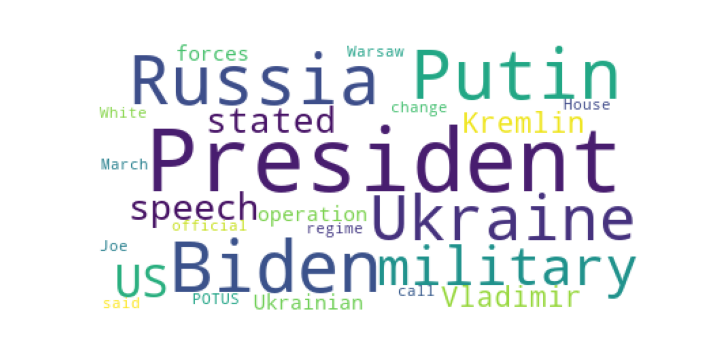 forces Warsaw
Russia Putin
White change House
stated Kremlin
President
March
speech Ukraine
operation
official regime
Joe Biden military
US call Vladimir
said POTUS Ukrainian